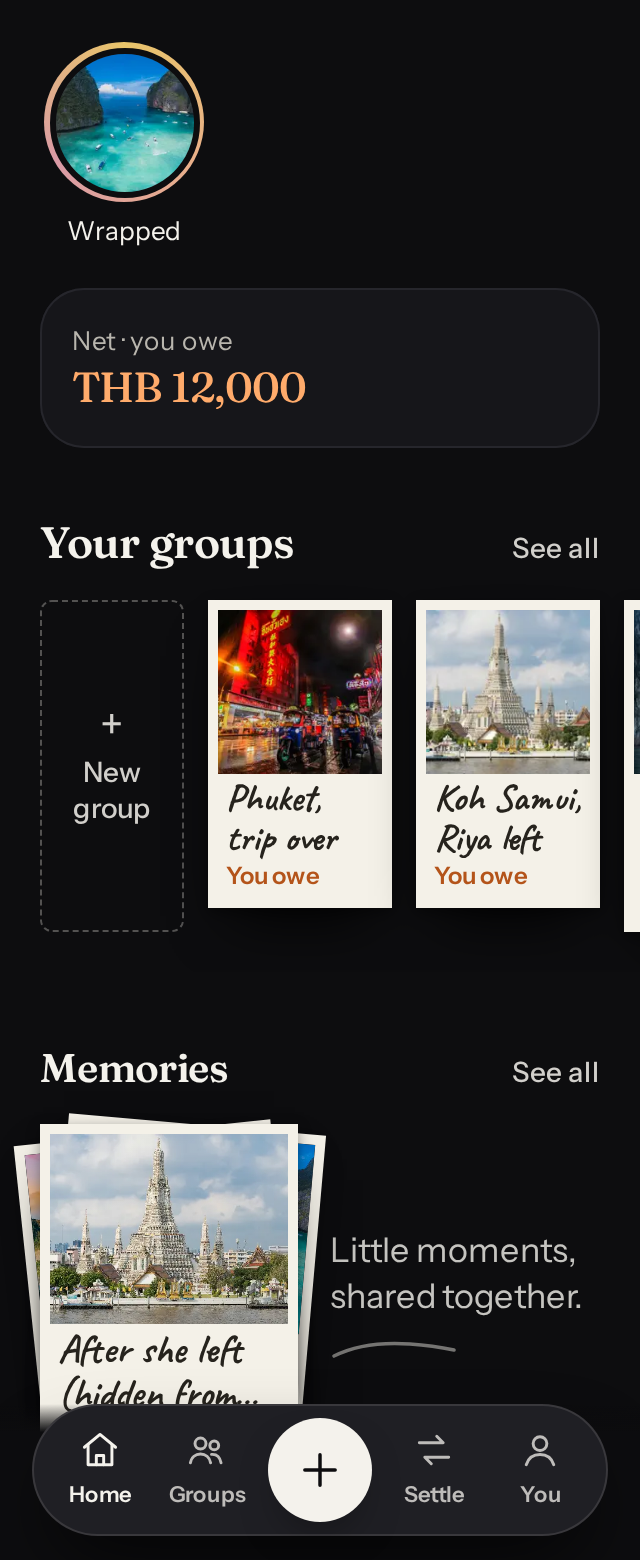 Wrapped
Net · you owe
THB 12,000
Your groups
See all
+
New
group
Phuket,
trip over
You owe
Koh Samui,
Riya left
You owe
Memories
See all
Little moments,
shared together.
After she left
(hidden from...
Home
Groups
Settle
You